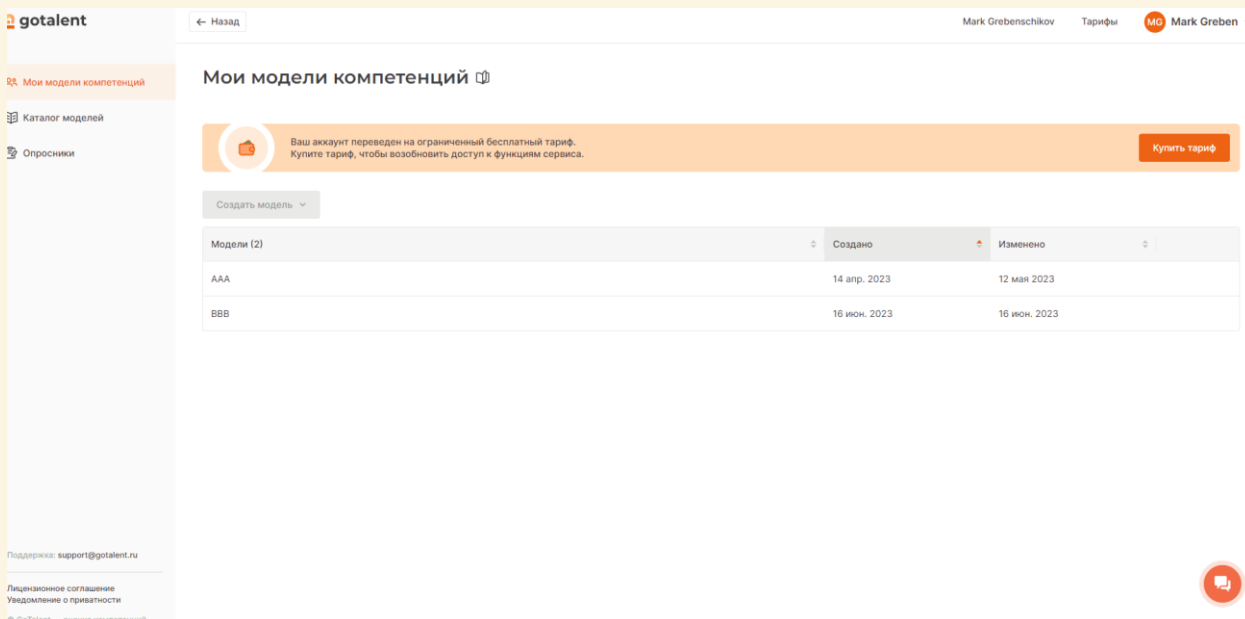 gotalent
← Назад
Mark Grebenschikov
Тарифы
MG
Mark Greben
Мои модели компетенций
Каталог моделей
Опросники
Мои модели компетенций
Ваш аккаунт переведен на ограниченный бесплатный тариф.
Купите тариф, чтобы возобновить доступ к функциям сервиса.
Купить тариф
Создать модель
Модели (2)
Создано
Изменено
AAA
14 апр. 2023
12 мая 2023
BBB
16 июн. 2023
16 июн. 2023
Поддержка: support@gotalent.ru
Лицензионное соглашение
Уведомление о приватности